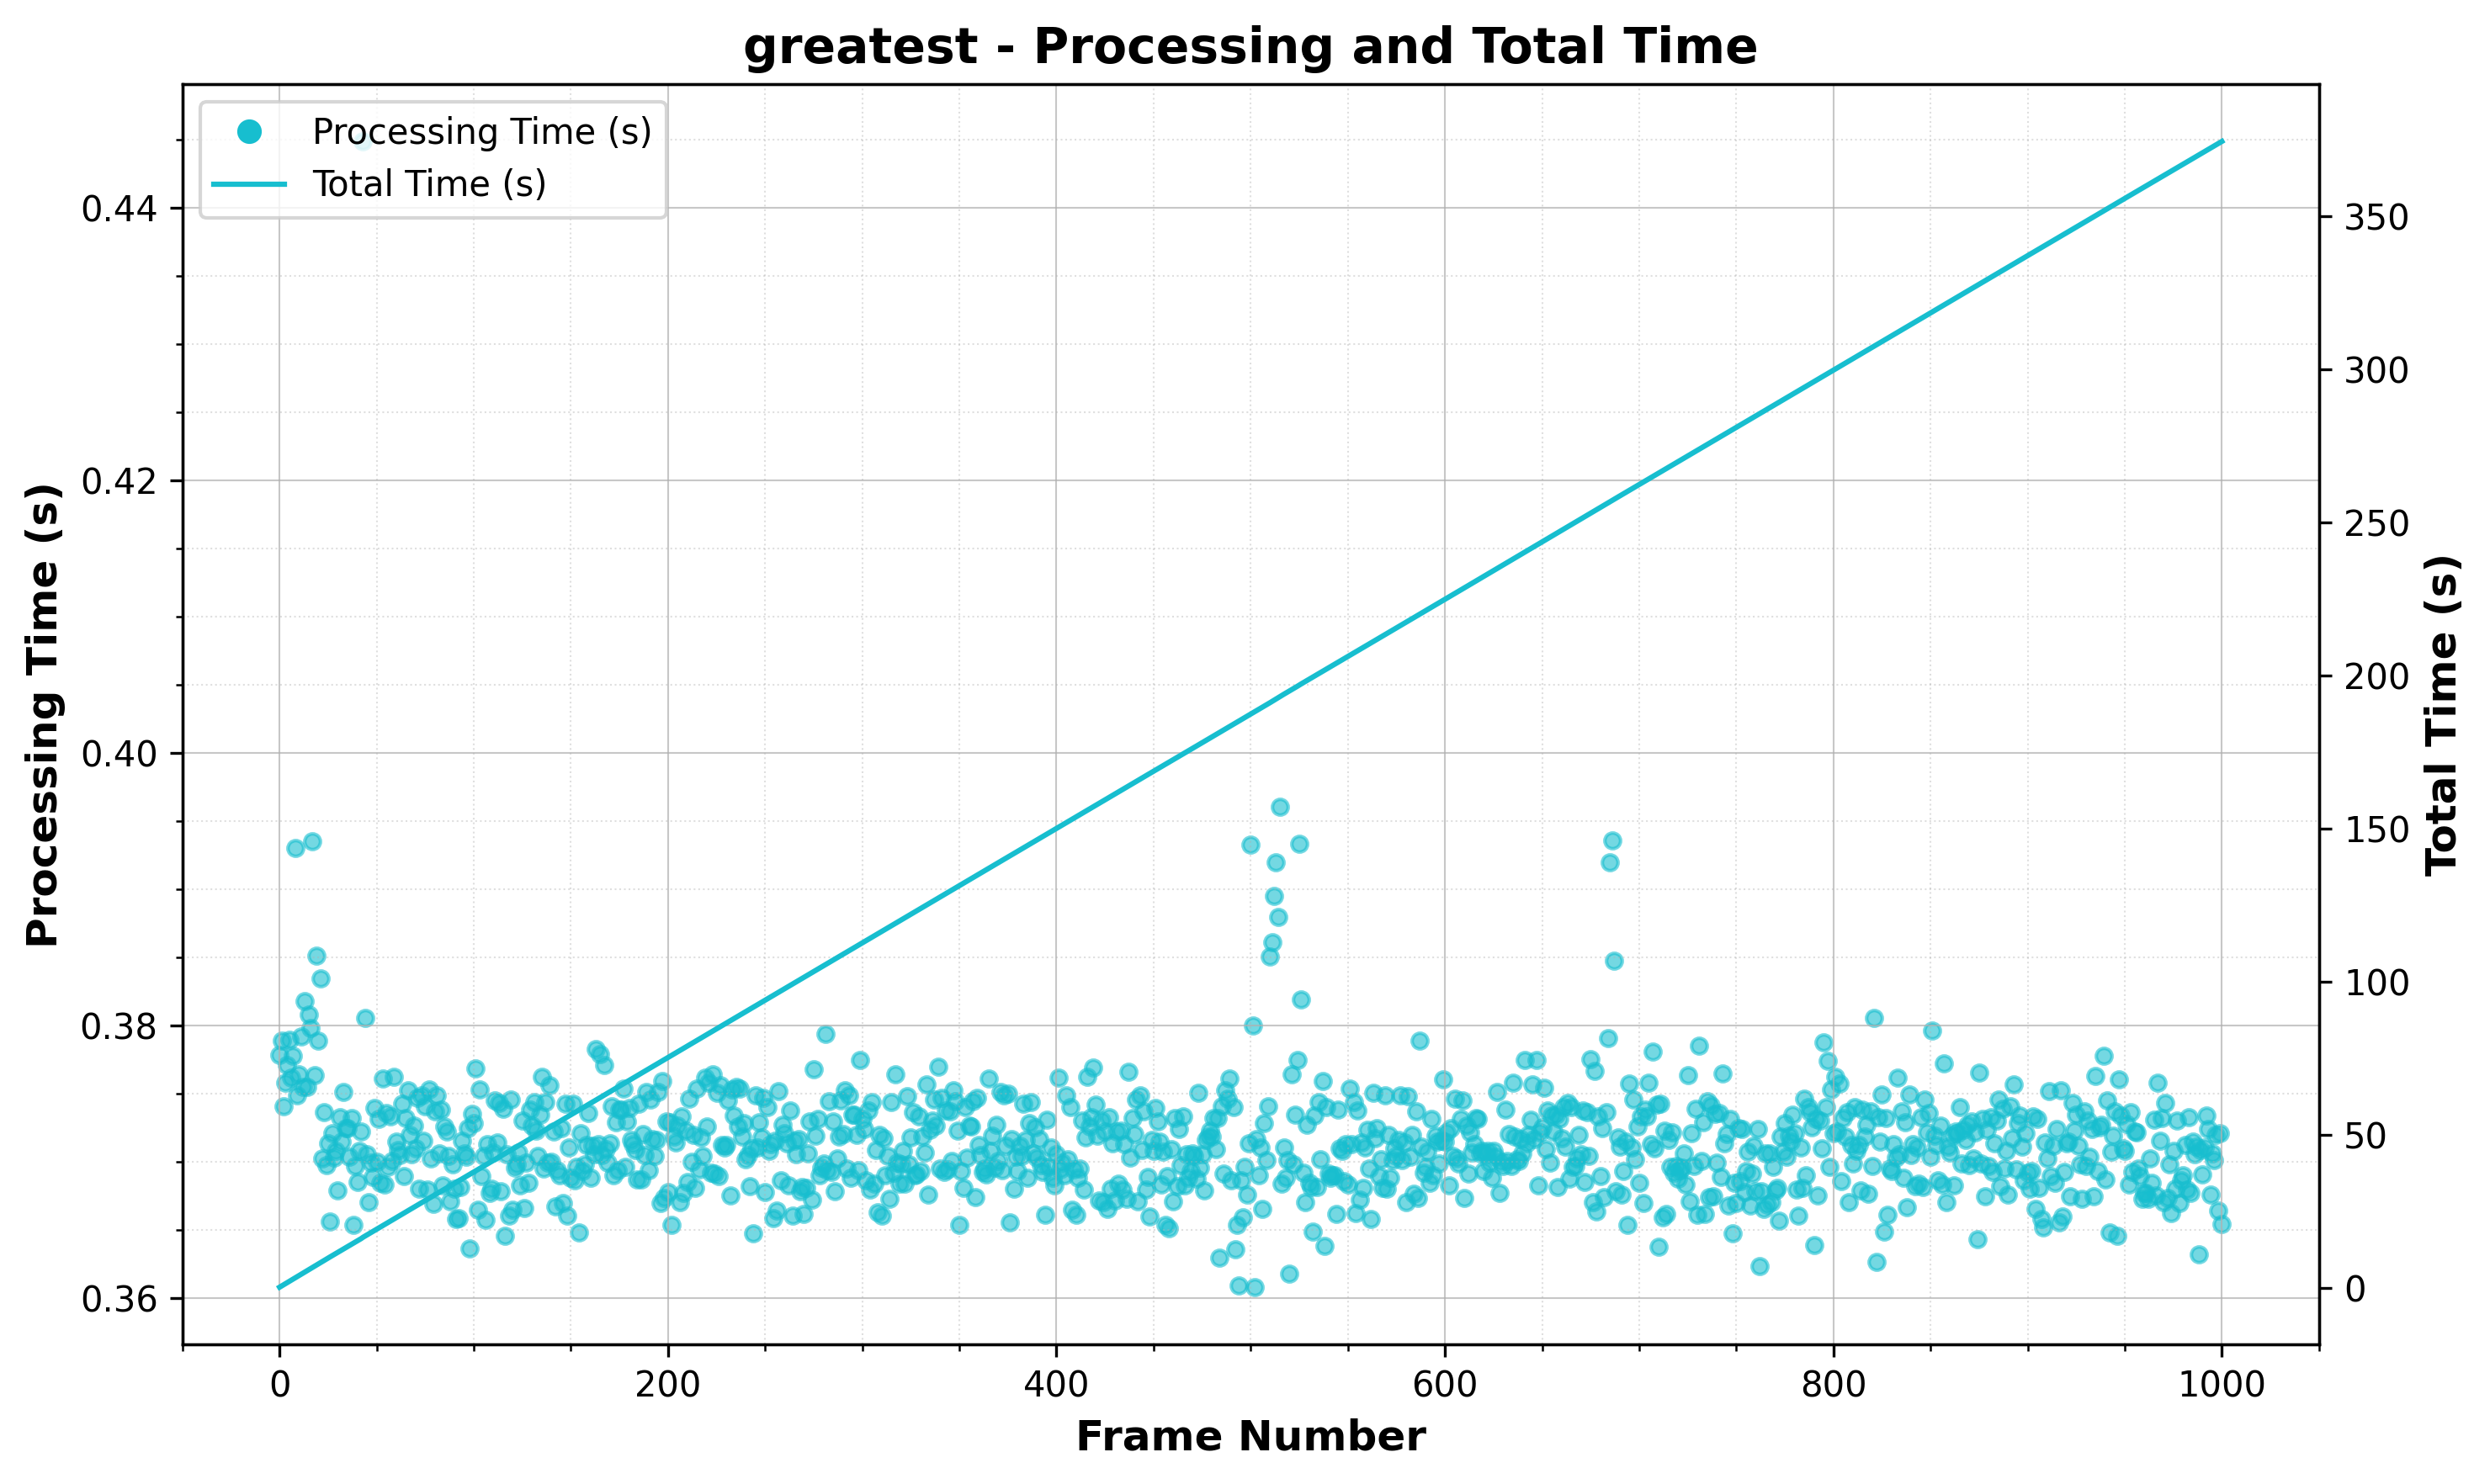 greatest - Processing and Total Time
Processing Time (s)
Total Time (s)
0.44
0.42
0.40
0.38
0.36
Processing Time (s)
350
300
250
200
150
100
50
0
Total Time (s)
0 200 400 600 800 1000
Frame Number